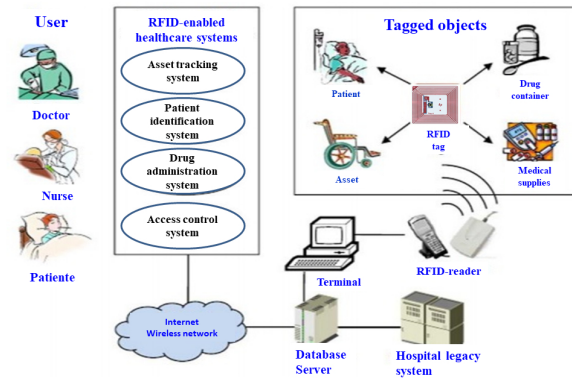 User
Doctor
Nurse
Patiente
RFID-enabled
healthcare systems
Asset tracking
system
Patient
identification
system
Drug
administration
system
Access control
system
Tagged objects
Patient
Drug
container
RFID
tag
Asset
Medical
supplies
Terminal
RFID-reader
Internet
Wireless network
Database
Server
Hospital legacy
system